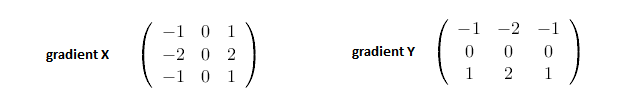 gradient X
-1 0 1
-2 0 2
-1 0 1
gradient Y
-1 -2 -1
0 0 0
1 2 1